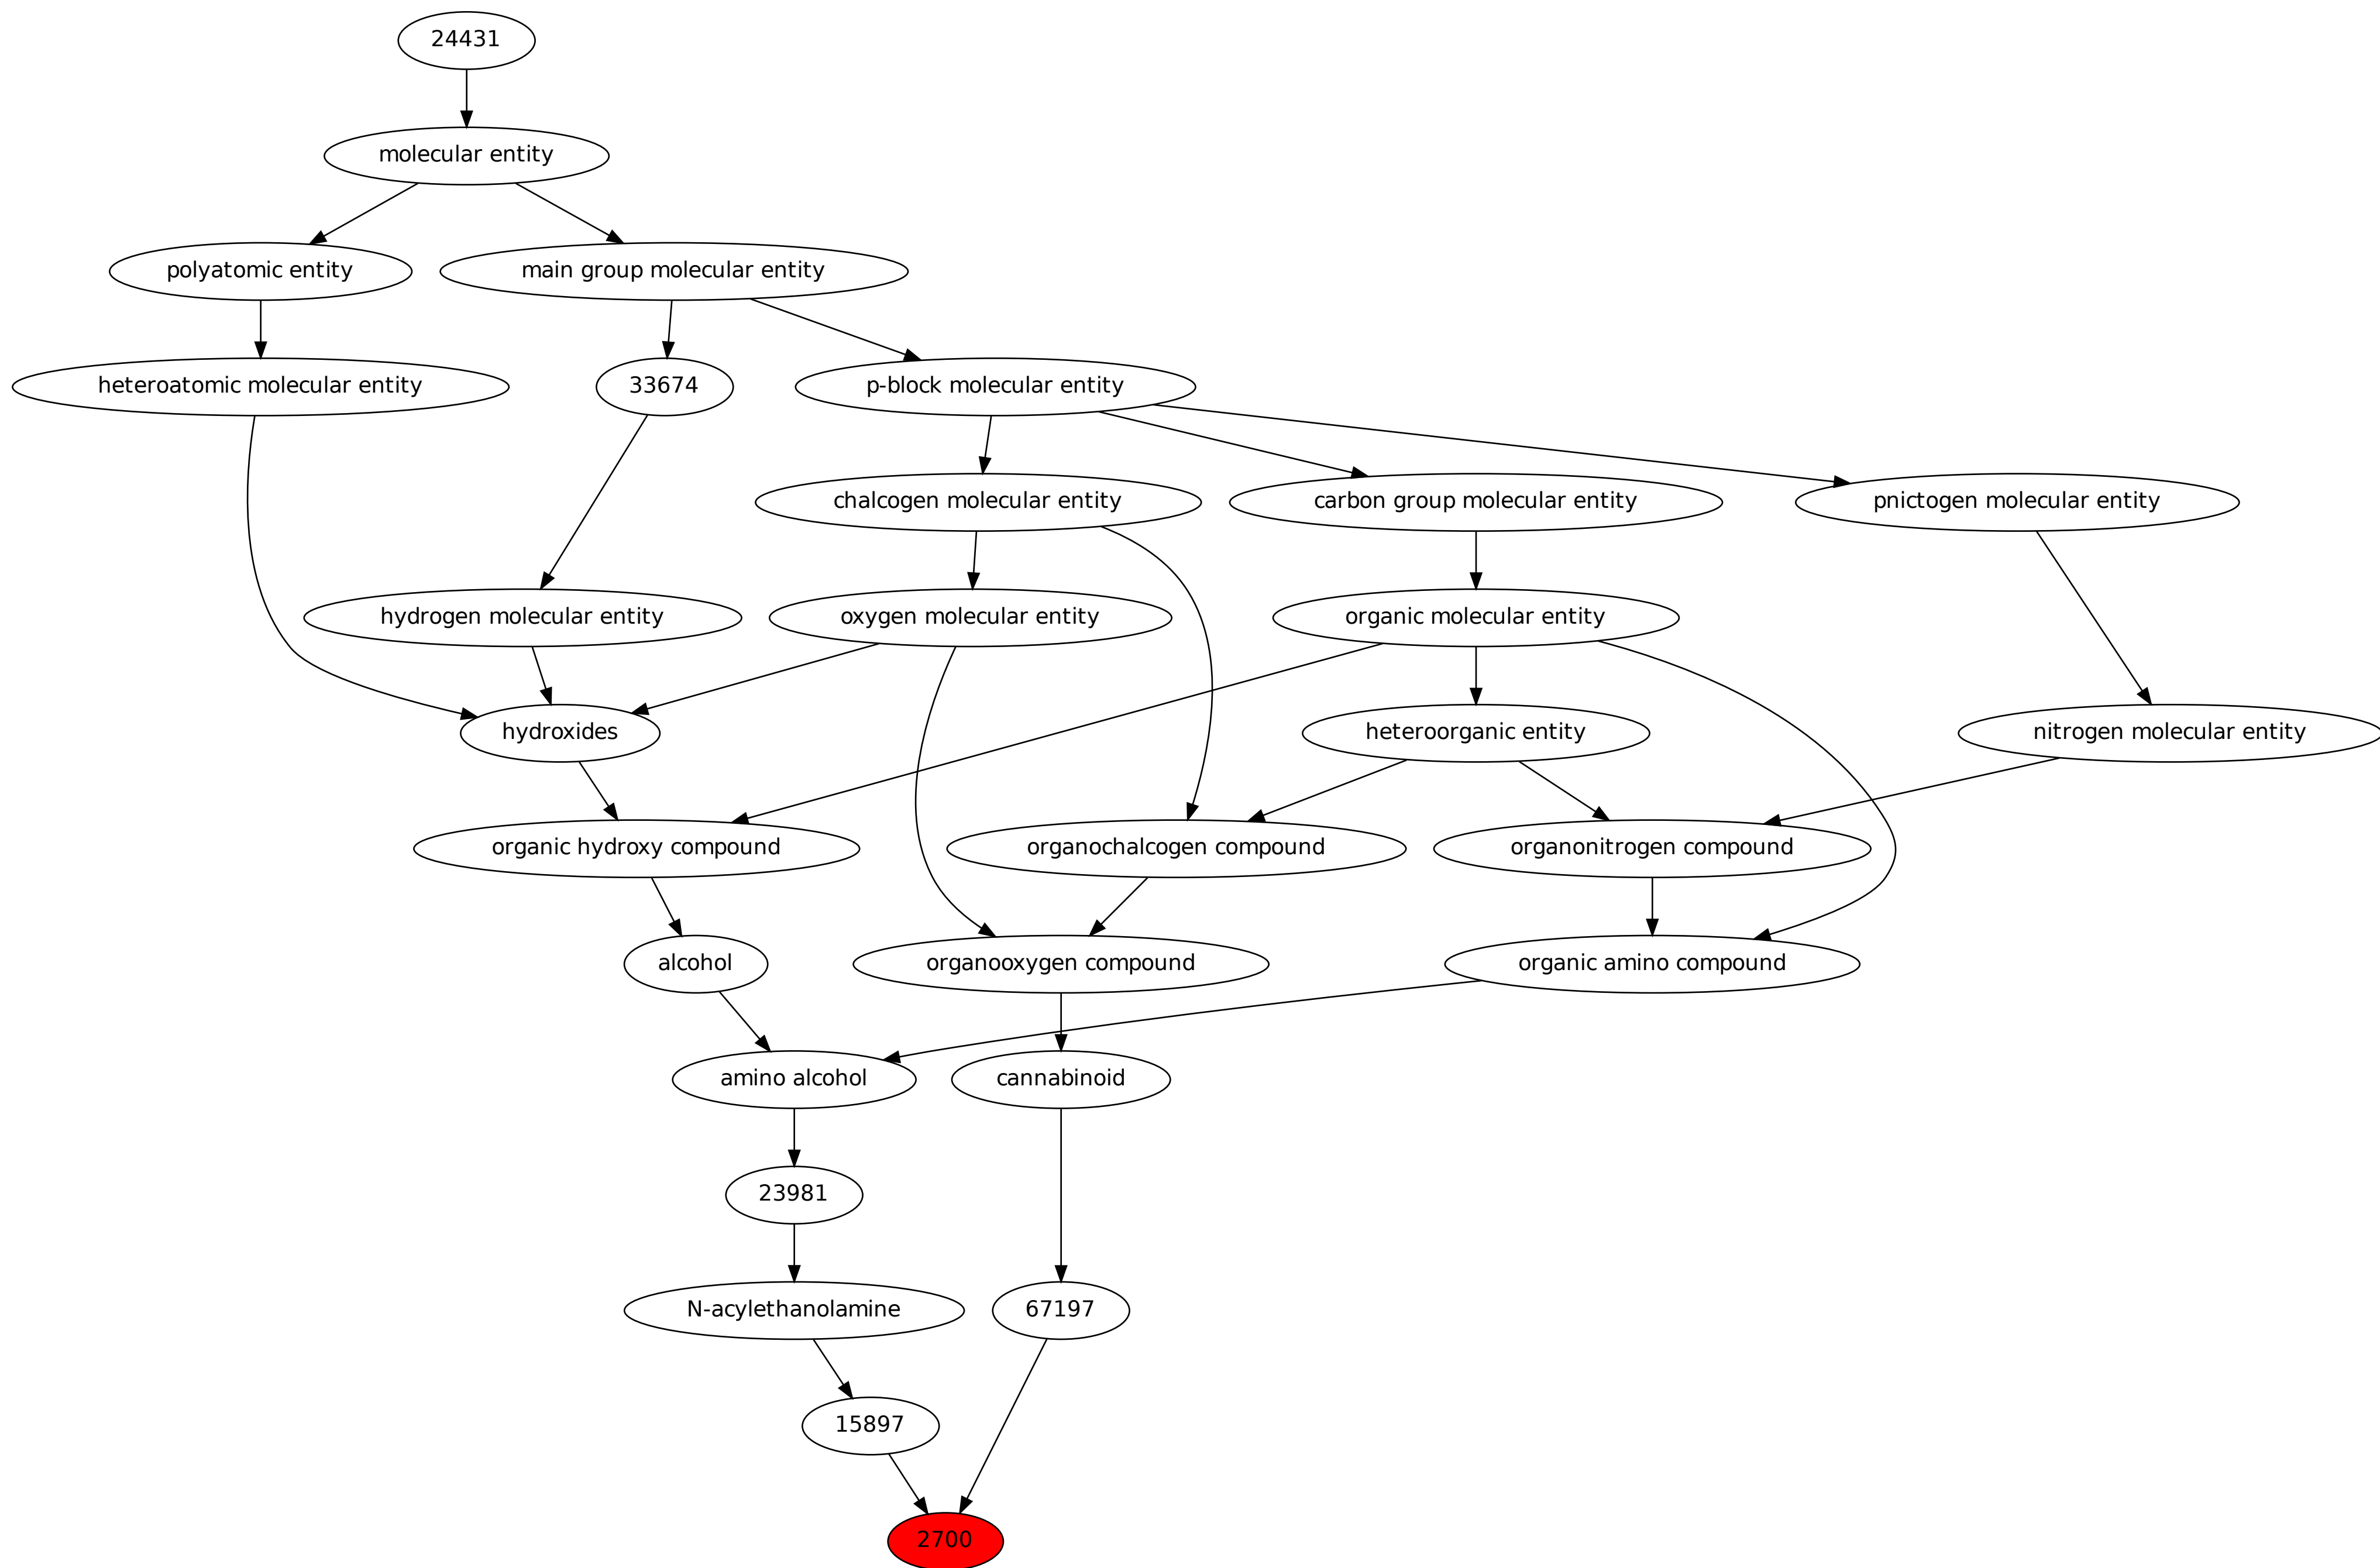 24431
molecular entity
polyatomic entity
main group molecular entity
heteroatomic molecular entity
33674
p-block molecular entity
chalcogen molecular entity
carbon group molecular entity
pnictogen molecular entity
hydrogen molecular entity
oxygen molecular entity
organic molecular entity
hydroxides
heteroorganic entity
nitrogen molecular entity
organic hydroxy compound
organochalcogen compound
organonitrogen compound
alcohol
organooxygen compound
organic amino compound
amino alcohol
cannabinoid
23981
N-acylethanolamine
67197
15897
2700